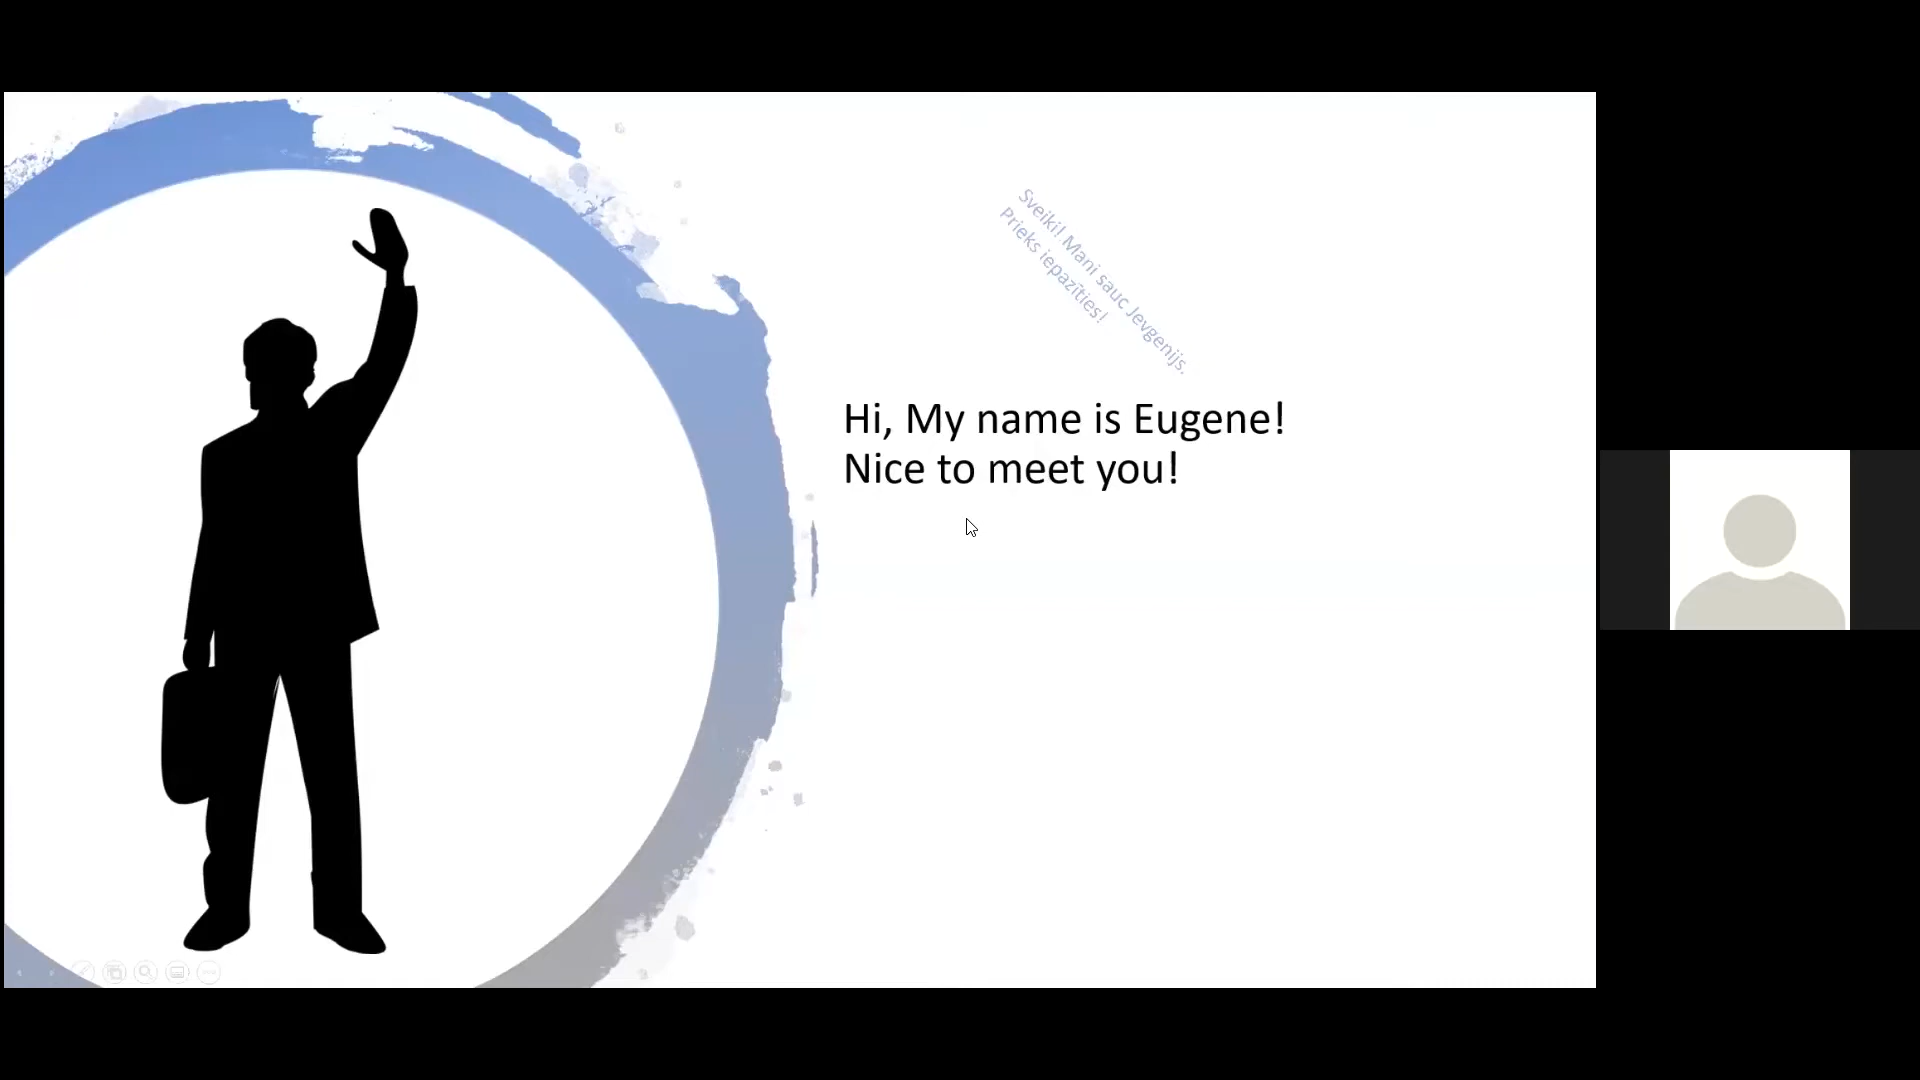 Sveiki! Mani sauc Jevgenijs.
Prieks iepazīties!
Hi, My name is Eugene!
Nice to meet you!